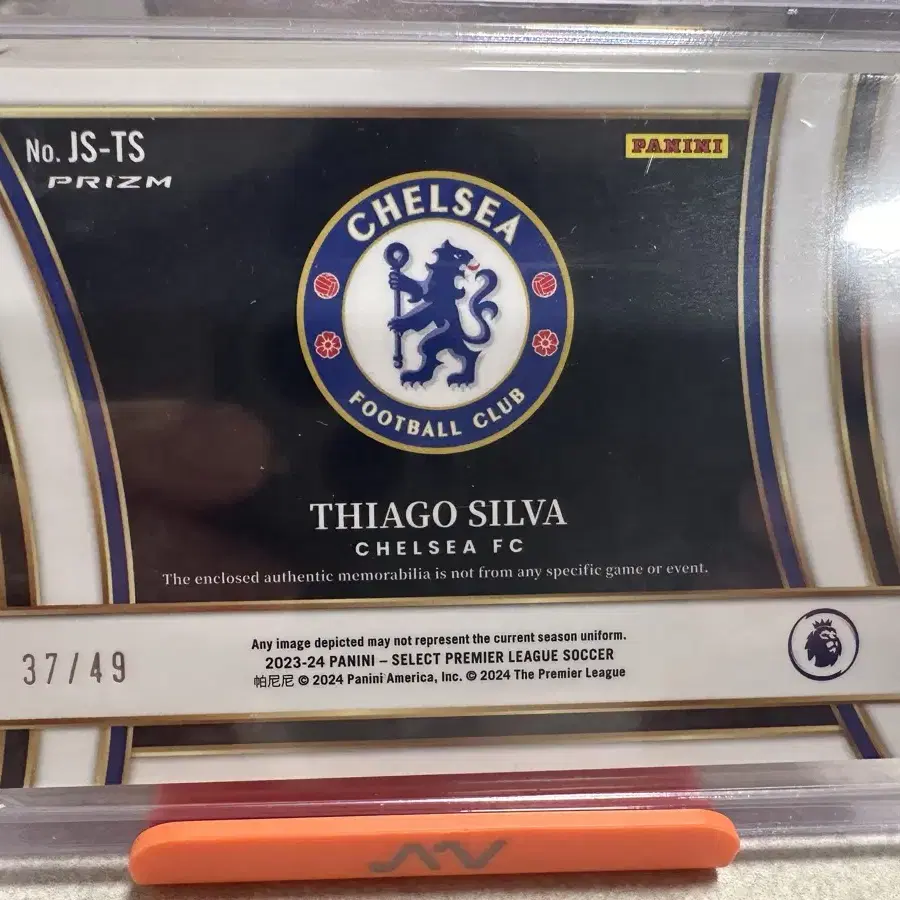 No. JS-TS
PRIZM
PANINI
CHELSEA
FOOTBALL CLUB
THIAGO SILVA
CHELSEA FC
The enclosed authentic memorabilia is not from any specific game or event.
37/49
Any image depicted may not represent the current season uniform.
2023-24 PANINI – SELECT PREMIER LEAGUE SOCCER
帕尼尼 © 2024 Panini America, Inc. © 2024 The Premier League